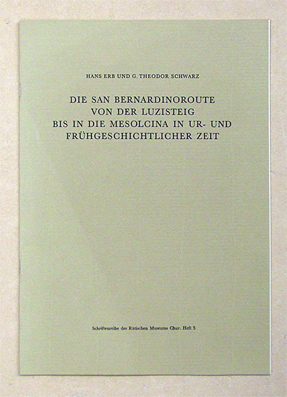 HANS ERB UND G. THEODOR SCHWARZ
DIE SAN BERNARDINOROUTE
VON DER LUZISTEIG
BIS IN DIE MESOLCINA IN UR- UND
FRÜHGESCHICHTLICHER ZEIT
Schriftenreihe des Rätischen Museums Chur, Heft 5